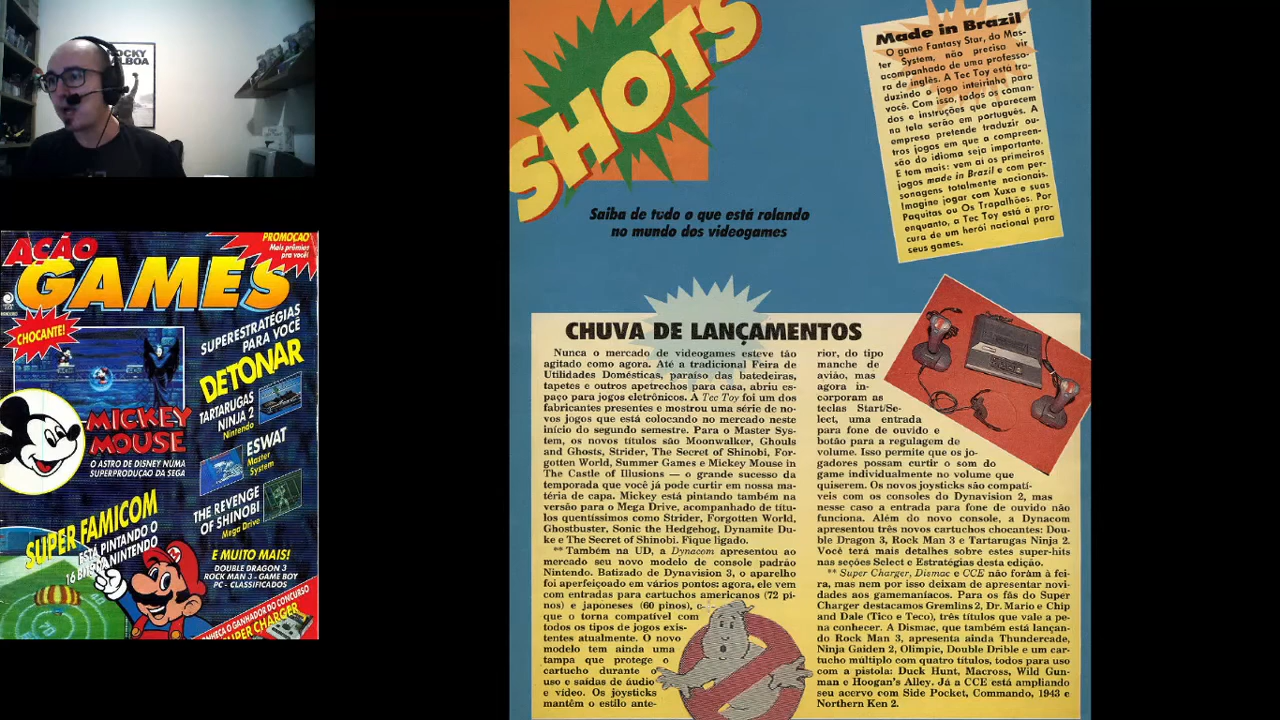 ROCKY
BALBOA
AÇÃO
GAMES
PROMOÇÃO
Mais prêmios
pra você!
CHOCANTE!
SUPERESTRATÉGIAS
PARA VOCÊ
DETONAR
TARTARUGAS
NINJA 2
Nintendo
MICKEY
MOUSE
O ASTRO DE DISNEY NUMA
SUPERPRODUÇÃO DA SEGA
ESWAT
Master
System
THE REVENGE
OF SHINOBI
Mega Drive
SUPER FAMICOM
ESTÁ PINTANDO O
16 BITS DA NINTENDO
E MUITO MAIS!
DOUBLE DRAGON 3
ROCK MAN 3 - GAME BOY
PC - CLASSIFICADOS
CONHEÇA O GANHADOR DO CONCURSO
SUPER CHARGER
SHOTS
Saiba de tudo o que está rolando
no mundo dos videogames
Made in Brazil
O game Fantasy Star, do Mas-
ter System, não precisa vir
acompanhado de uma professo-
ra de inglês. A Tec Toy está tra-
duzindo o jogo inteirinho para
você. Com isso, todos os coman-
dos e instruções que aparecem
na tela serão em português. A
empresa pretende traduzir ou-
tros jogos em que a compreen-
são do idioma seja importante.
E tem mais: vem aí os primeiros
jogos made in Brazil e com per-
sonagens totalmente nacionais.
Imagine jogar com Xuxa e suas
Paquitas ou Os Trapalhões. Por
enquanto, a Tec Toy está à pro-
cura de um herói nacional para
seus games.
CHUVA DE LANÇAMENTOS
Nunca o mercado de videogames esteve tão
agitado como agora. Até a tradicional Feira de
Utilidades Domésticas, paraíso das batedeiras,
tapetes e outros apetrechos para casa, abriu es-
paço para jogos eletrônicos. A Tec Toy foi um dos
fabricantes presentes e mostrou uma série de no-
vos jogos que está colocando no mercado neste
início do segundo semestre. Para o Master Sys-
tem, os novos títulos são Moonwalker, Ghouls
and Ghosts, Strider, The Secret of Shinobi, For-
gotten World, Summer Games e Mickey Mouse in
The Castle of Illusions — o grande sucesso da
temporada que você já pode curtir em nossa ma-
téria de capa. Mickey está pintando também na
versão para o Mega Drive, acompanhado de títu-
los quentíssimos como Strider, Forgotten World,
Ghostbuster, Sonic the Hedgehog, Dynamite Du-
ke e The Secret of Shinobi. Fique ligado.
** Também na UD, a Dynacom apresentou ao
mercado seu novo modelo de console padrão
Nintendo. Batizado de Dynavision 3, o aparelho
foi aperfeiçoado em vários pontos agora, ele vem
com entradas para cartuchos americanos (72 pi-
nos) e japoneses (60 pinos), o
que o torna compatível com
todos os tipos de jogos exis-
tentes atualmente. O novo
modelo tem ainda uma
tampa que protege o
cartucho durante o
uso e saídas de áudio
e vídeo. Os joysticks
mantêm o estilo ante-
rior, do tipo
manche de
avião, mas
agora in-
corporam as
teclas Start/Se-
lect, uma entrada
para fone de ouvido e
botão para a regulagem de
volume. Isso permite que os jo-
gadores possam curtir o som do
game individualmente no volume que
quiserem. Os novos joysticks são compatí-
veis com os consoles do Dynavision 2, mas
nesse caso a entrada para fone de ouvido não
funciona. Além do novo console, a Dynacom
apresentou três novos cartuchos chocantes: Dou-
ble Dragon 3, Rock Man 3 e Tartarugas Ninja 2.
Você terá mais detalhes sobre estes super-hits
nas seções Select e Estratégias desta edição.
** Super Charger, Dismac e CCE não foram à fei-
ra, mas nem por isso deixam de apresentar novi-
dades aos gamemaníacos. Para os fãs do Super
Charger destacamos Gremlins 2, Dr. Mario e Chip
and Dale (Tico e Teco), três títulos que vale a pe-
na conhecer. A Dismac, que também está lançan-
do Rock Man 3, apresenta ainda Thundercade,
Ninja Gaiden 2, Olimpic, Double Drible e um car-
tucho múltiplo com quatro títulos, todos para uso
com a pistola: Duck Hunt, Macross, Wild Gun-
man e Hoogan's Alley. Já a CCE está ampliando
seu acervo com Side Pocket, Commando, 1943 e
Northern Ken 2.